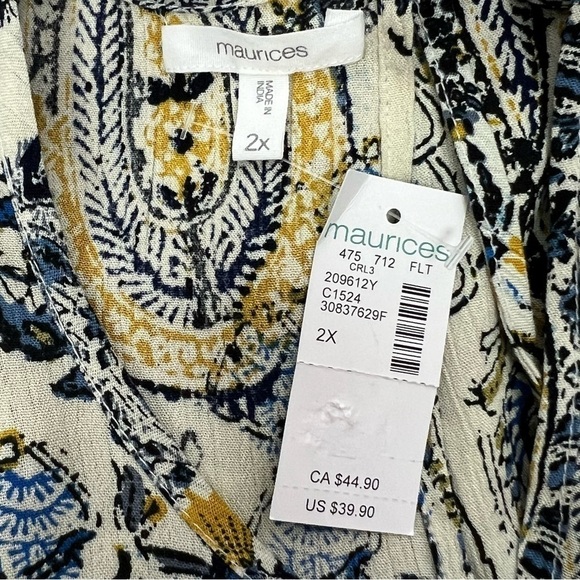 maurices
MADE IN
INDIA
2x
maurices
475 712 FLT
CRL3
209612Y
C1524
30837629F
2X
CA $44.90
US $39.90